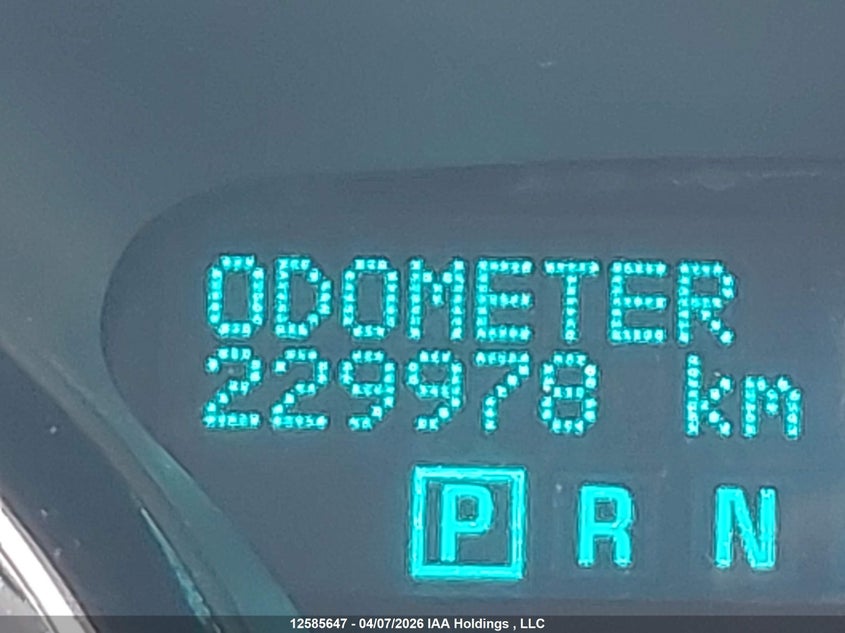 ODOMETER
229978 km
P R N
12585647 - 04/07/2026 IAA Holdings , LLC